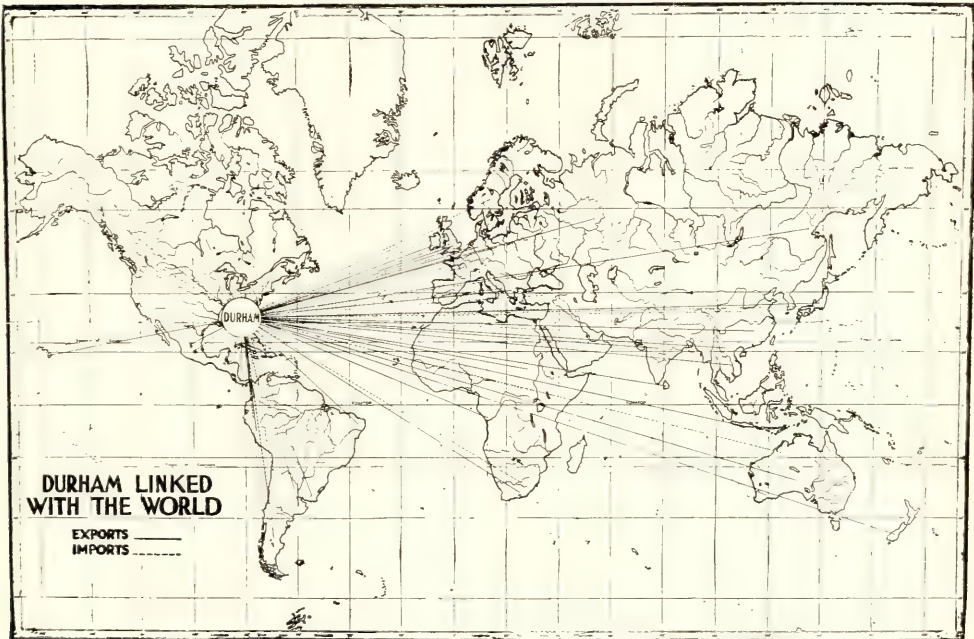 DURHAM
DURHAM LINKED
WITH THE WORLD
EXPORTS
IMPORTS